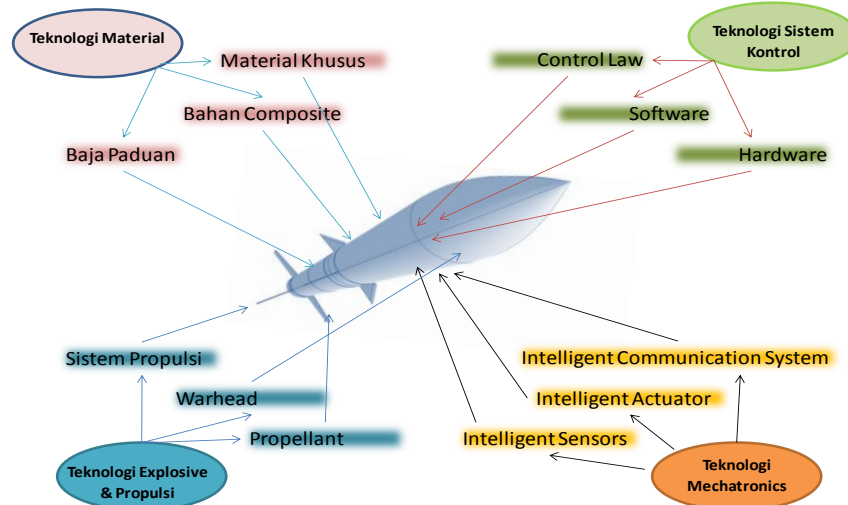 Teknologi Material
Material Khusus
Bahan Composite
Baja Paduan
Teknologi Sistem
Kontrol
Control Law
Software
Hardware
Sistem Propulsi
Warhead
Propellant
Teknologi Explosive
& Propulsi
Intelligent Communication System
Intelligent Actuator
Intelligent Sensors
Teknologi
Mechatronics